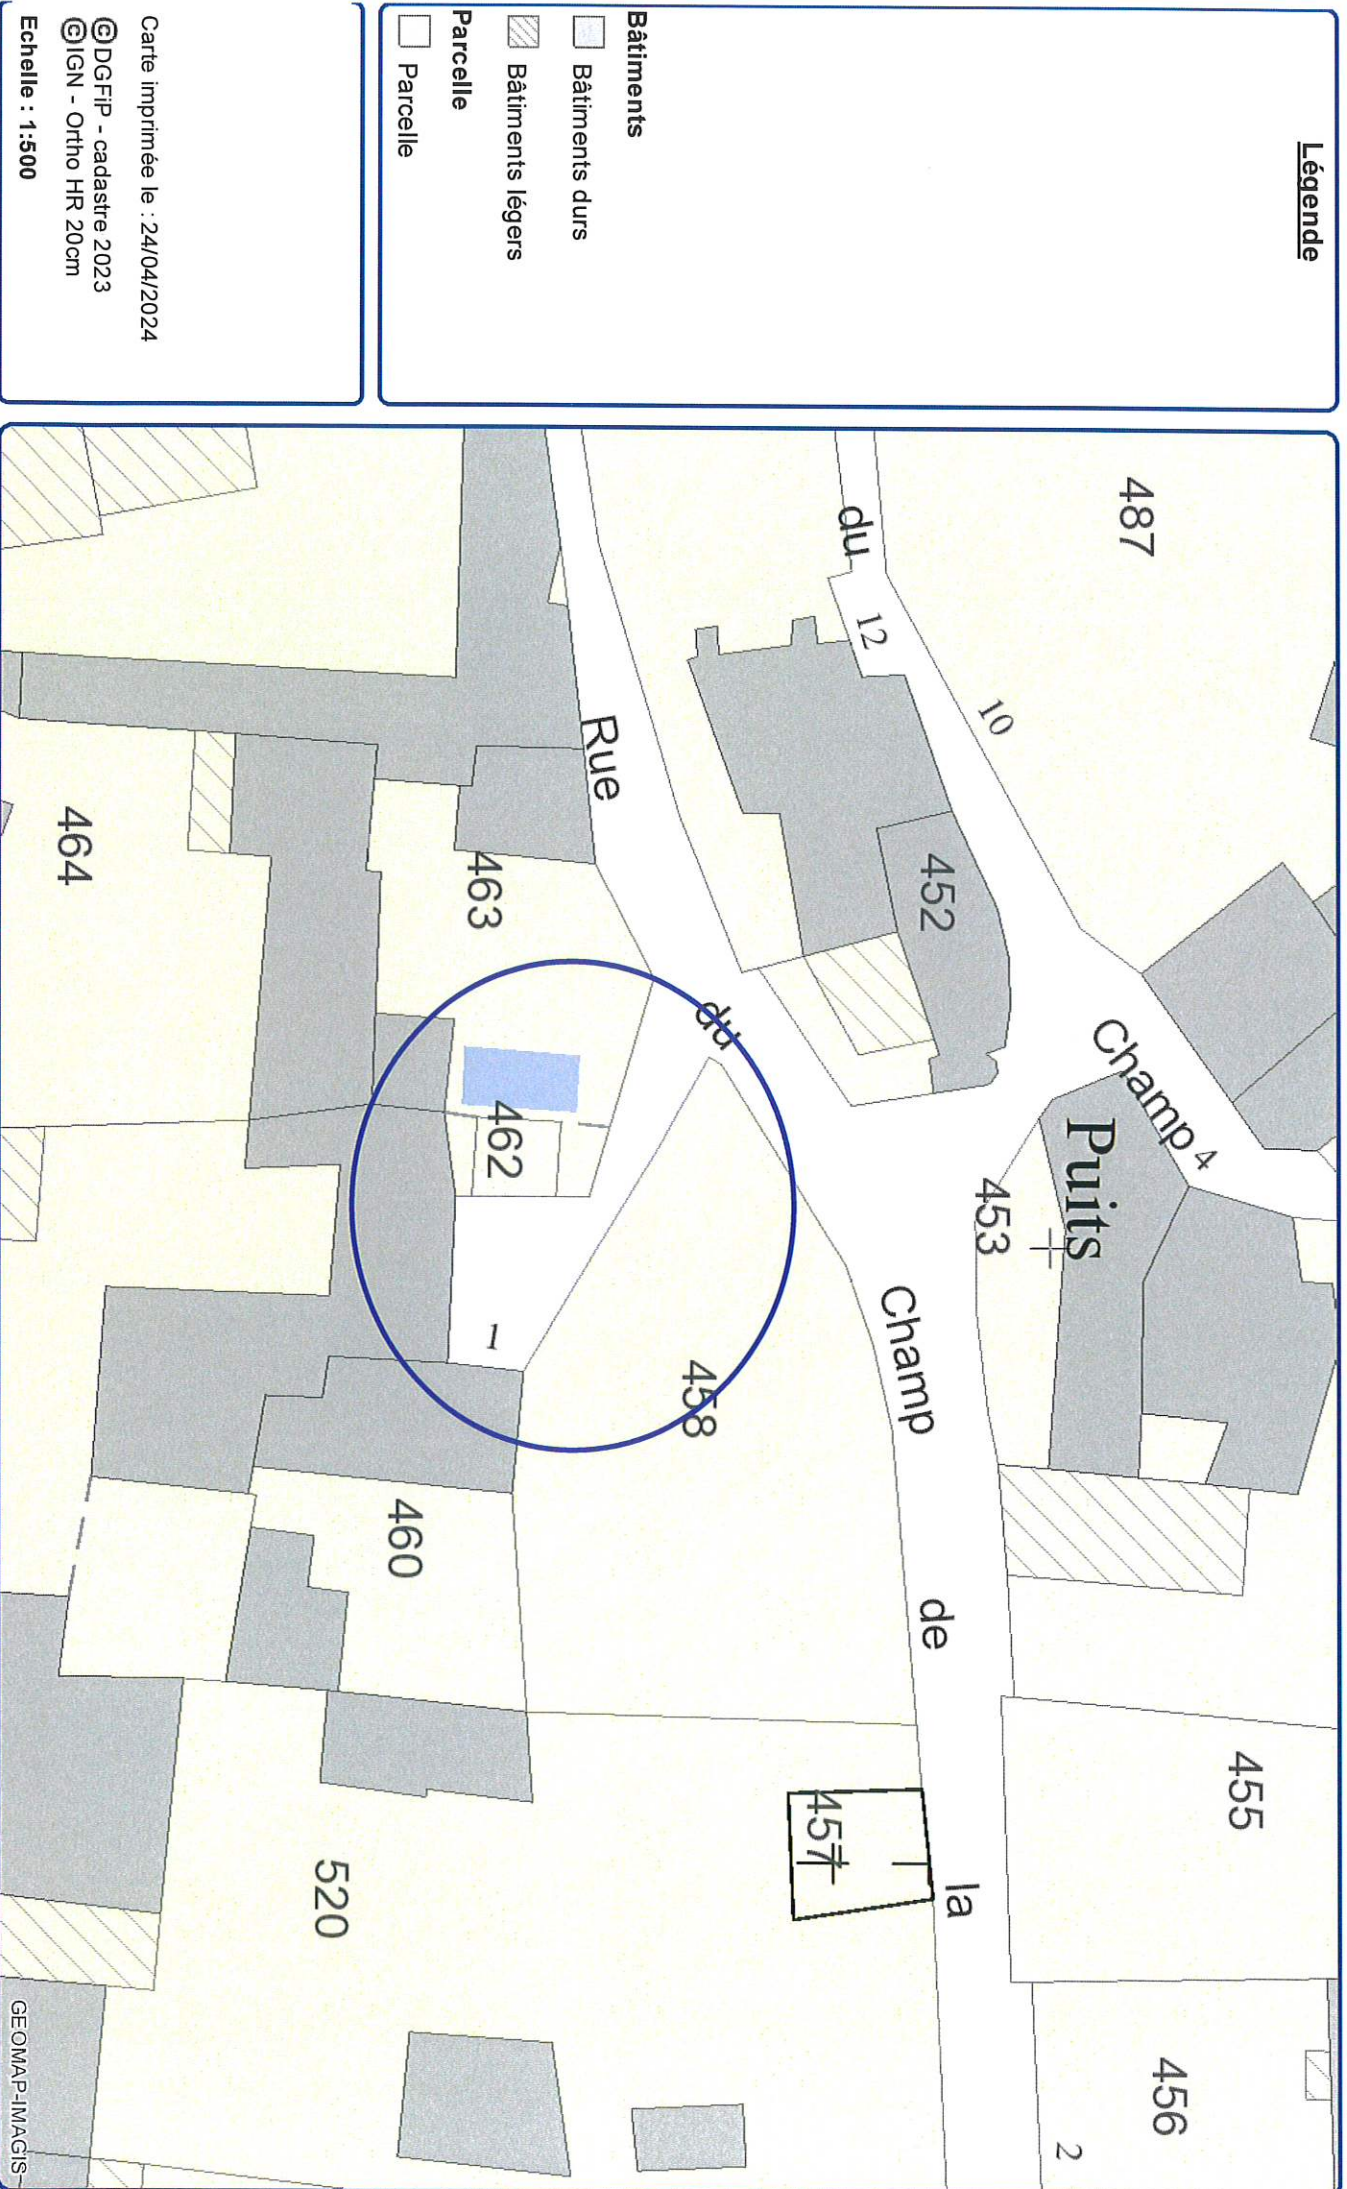 Légende
Bâtiments
Bâtiments durs
Bâtiments légers
Parcelle
Parcelle
Carte imprimée le : 24/04/2024
©DGFiP - cadastre 2023
©IGN - Ortho HR 20cm
Echelle : 1:500
487
10
12
du
Champ
4
Puits
452
453
455
456
2
Rue
du
Champ
de
la
457
458
463
462
1
460
464
520
GEOMAP-IMAGIS